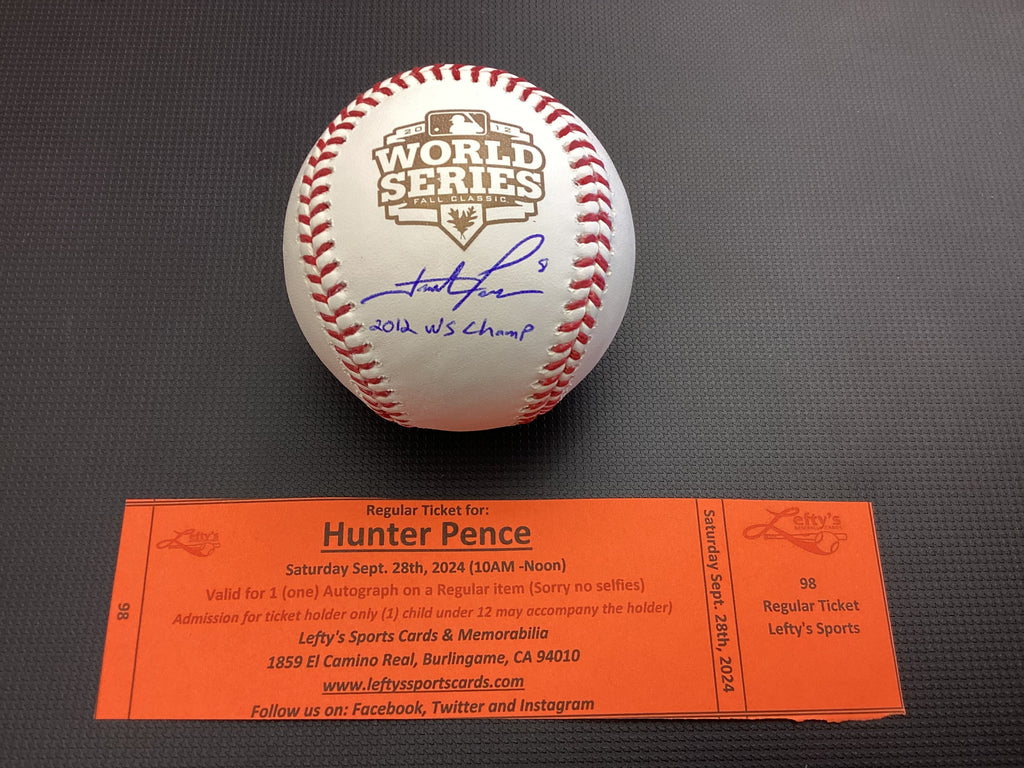 2012
WORLD
SERIES
FALL CLASSIC
8
2012 WS Champ
98
Lefty's
Regular Ticket for:
Hunter Pence
Saturday Sept. 28th, 2024 (10AM -Noon)
Valid for 1 (one) Autograph on a Regular item (Sorry no selfies)
Admission for ticket holder only (1) child under 12 may accompany the holder)
Lefty's Sports Cards & Memorabilia
1859 El Camino Real, Burlingame, CA 94010
www.leftyssportscards.com
Follow us on: Facebook, Twitter and Instagram
Saturday Sept. 28th, 2024
Lefty's
98
Regular Ticket
Lefty's Sports